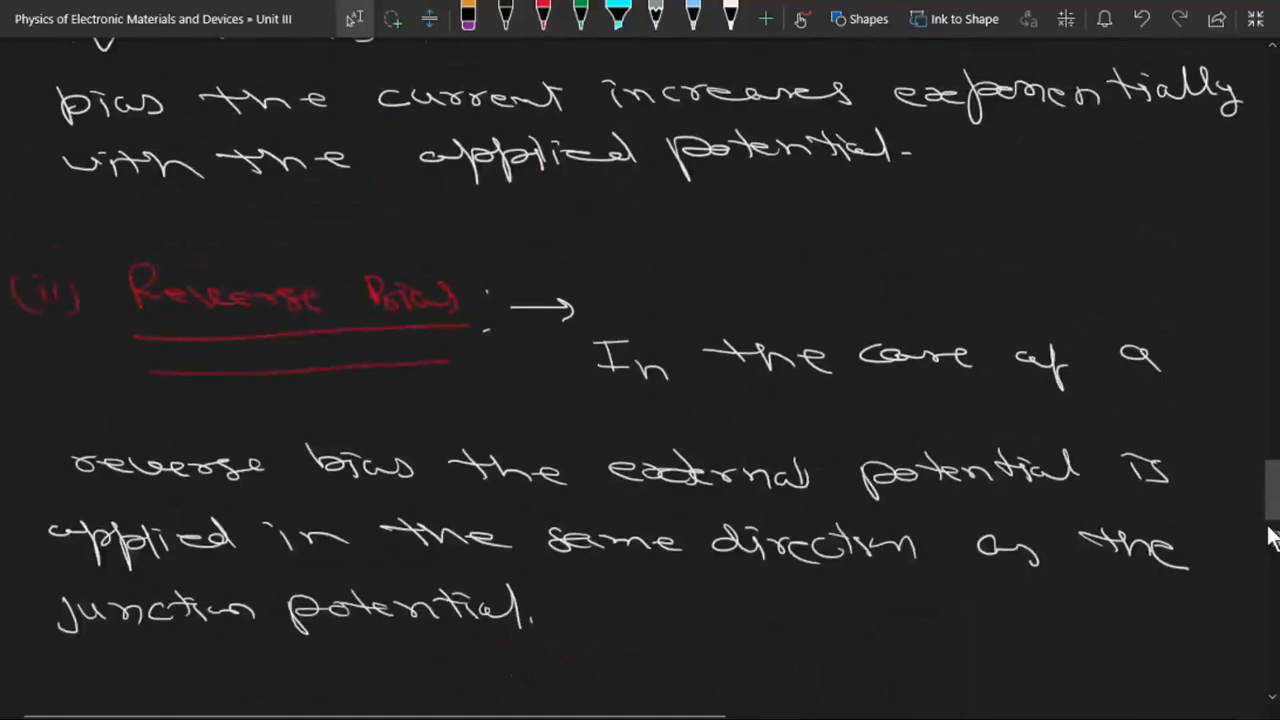 Physics of Electronic Materials and Devices » Unit III
Shapes
Ink to Shape
bias the current increases exponentially
with the applied potential.
(ii) Reverse Bias : →
In the case of a
reverse bias the external potential is
applied in the same direction as the
junction potential.